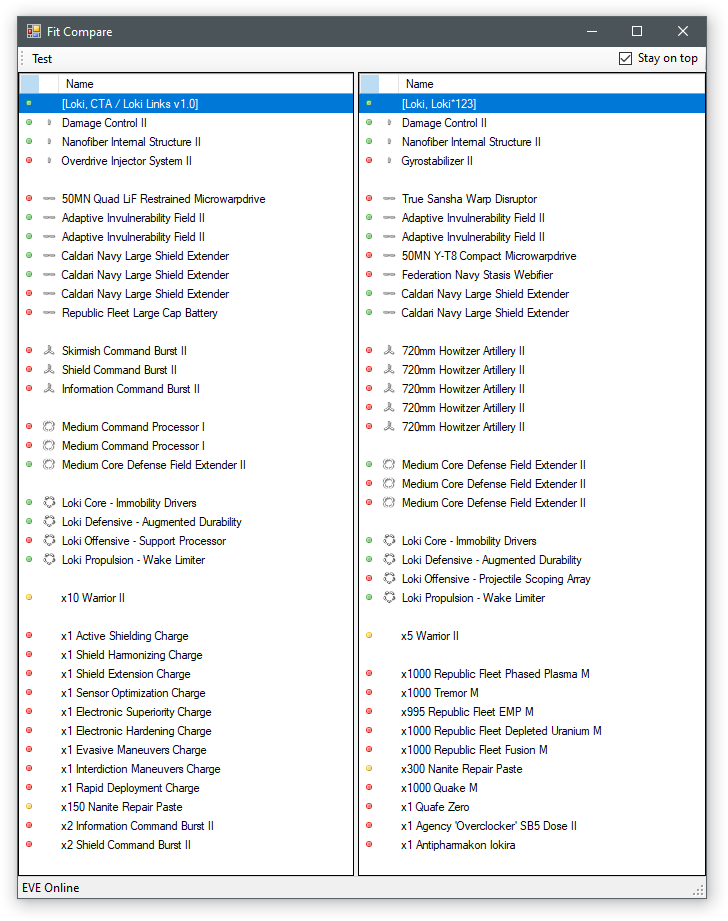 Fit Compare
Test
Stay on top
Name
[Loki, CTA / Loki Links v1.0]
Damage Control II
Nanofiber Internal Structure II
Overdrive Injector System II
50MN Quad LiF Restrained Microwarpdrive
Adaptive Invulnerability Field II
Adaptive Invulnerability Field II
Caldari Navy Large Shield Extender
Caldari Navy Large Shield Extender
Caldari Navy Large Shield Extender
Republic Fleet Large Cap Battery
Skirmish Command Burst II
Shield Command Burst II
Information Command Burst II
Medium Command Processor I
Medium Command Processor I
Medium Core Defense Field Extender II
Loki Core - Immobility Drivers
Loki Defensive - Augmented Durability
Loki Offensive - Support Processor
Loki Propulsion - Wake Limiter
x10 Warrior II
x1 Active Shielding Charge
x1 Shield Harmonizing Charge
x1 Shield Extension Charge
x1 Sensor Optimization Charge
x1 Electronic Superiority Charge
x1 Electronic Hardening Charge
x1 Evasive Maneuvers Charge
x1 Interdiction Maneuvers Charge
x1 Rapid Deployment Charge
x150 Nanite Repair Paste
x2 Information Command Burst II
x2 Shield Command Burst II
Name
[Loki, Loki*123]
Damage Control II
Nanofiber Internal Structure II
Gyrostabilizer II
True Sansha Warp Disruptor
Adaptive Invulnerability Field II
Adaptive Invulnerability Field II
50MN Y-T8 Compact Microwarpdrive
Federation Navy Stasis Webifier
Caldari Navy Large Shield Extender
Caldari Navy Large Shield Extender
720mm Howitzer Artillery II
720mm Howitzer Artillery II
720mm Howitzer Artillery II
720mm Howitzer Artillery II
720mm Howitzer Artillery II
Medium Core Defense Field Extender II
Medium Core Defense Field Extender II
Medium Core Defense Field Extender II
Loki Core - Immobility Drivers
Loki Defensive - Augmented Durability
Loki Offensive - Projectile Scoping Array
Loki Propulsion - Wake Limiter
x5 Warrior II
x1000 Republic Fleet Phased Plasma M
x1000 Tremor M
x995 Republic Fleet EMP M
x1000 Republic Fleet Depleted Uranium M
x1000 Republic Fleet Fusion M
x300 Nanite Repair Paste
x1000 Quake M
x1 Quafe Zero
x1 Agency 'Overclocker' SB5 Dose II
x1 Antipharmakon Iokira
EVE Online